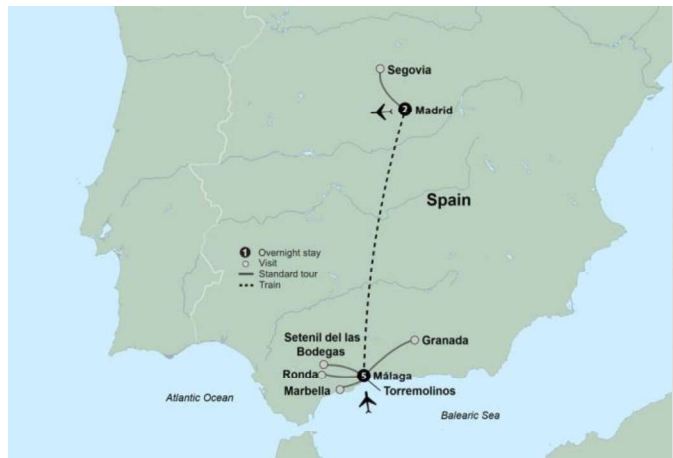 Segovia
2 Madrid
Spain
1 Overnight stay
Visit
Standard tour
Train
Setenil del las
Bodegas
Granada
Ronda
5 Málaga
Marbella
Torremolinos
Atlantic Ocean
Balearic Sea